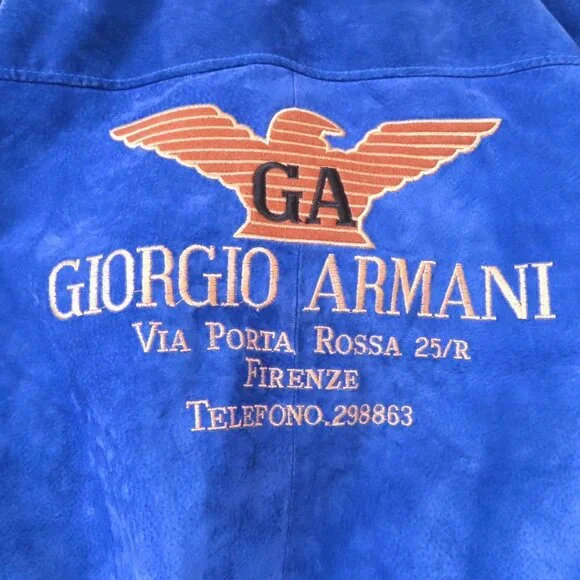 GA
GIORGIO ARMANI
VIA PORTA ROSSA 25/R
FIRENZE
TELEFONO.298863